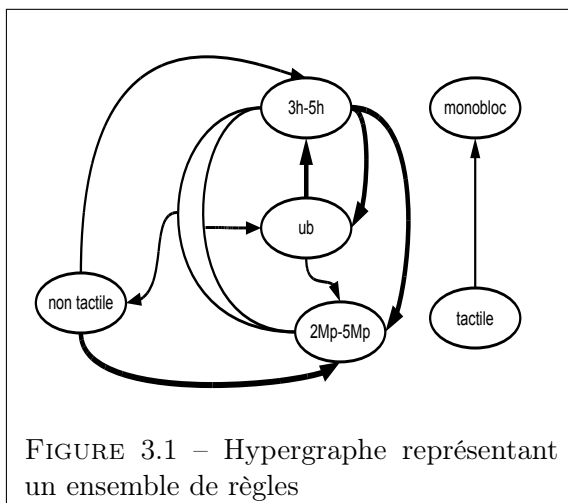 3h-5h
monobloc
ub
non tactile
2Mp-5Mp
tactile
FIGURE 3.1 – Hypergraphe représentant
un ensemble de règles